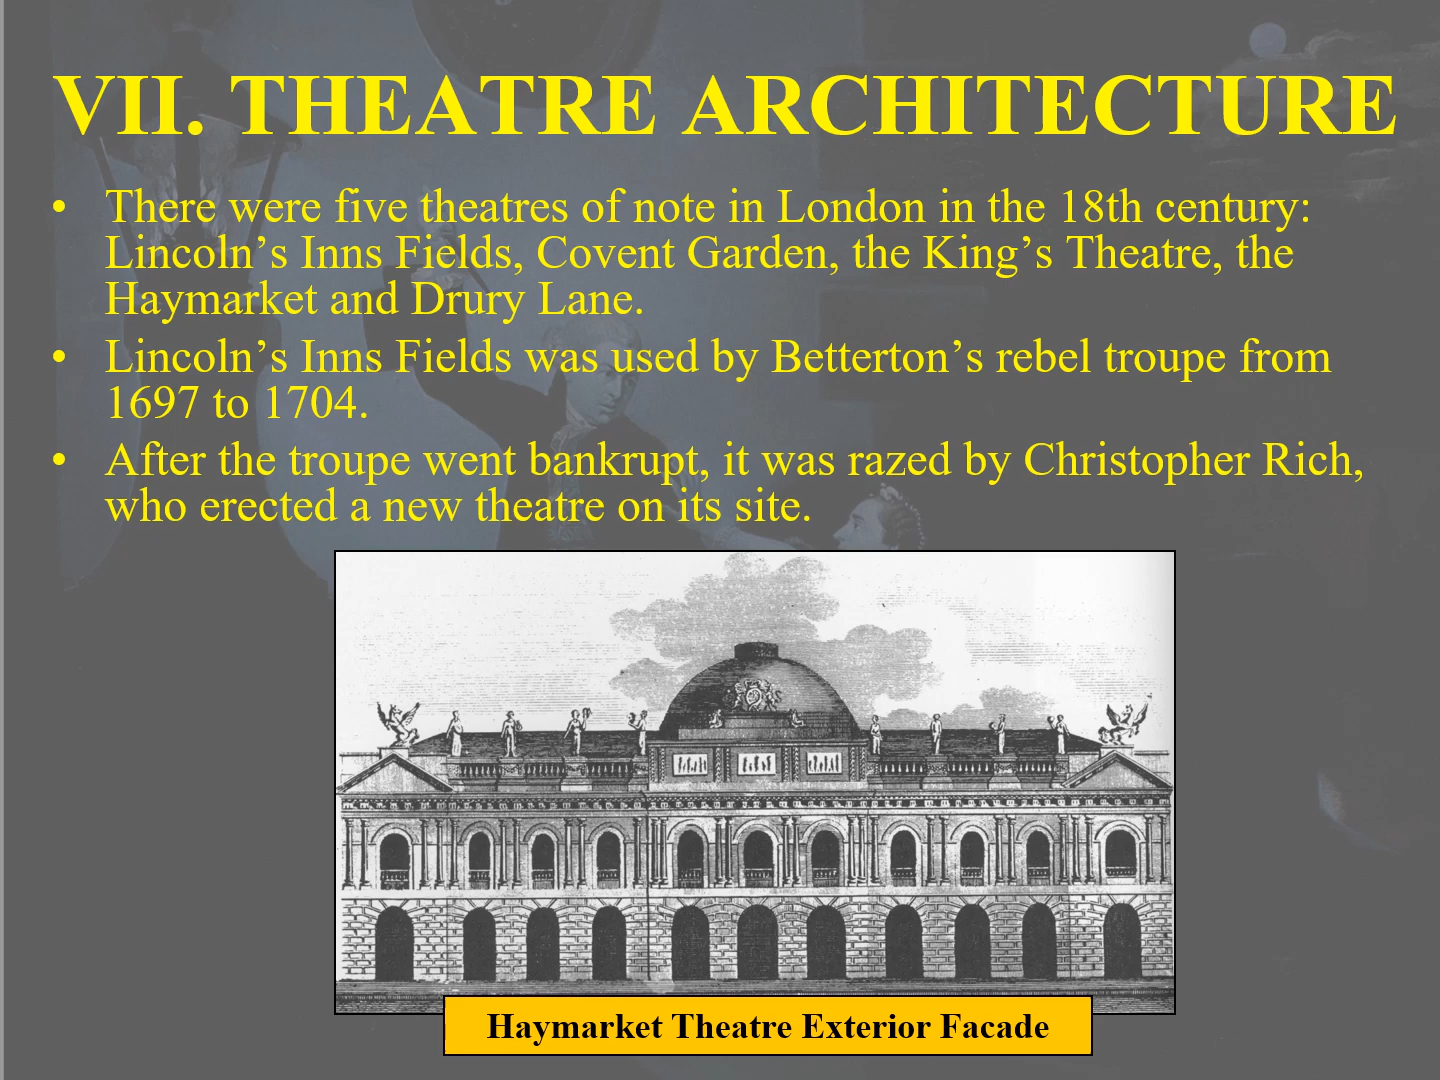 VII. THEATRE ARCHITECTURE
• There were five theatres of note in London in the 18th century:
Lincoln’s Inns Fields, Covent Garden, the King’s Theatre, the
Haymarket and Drury Lane.
• Lincoln’s Inns Fields was used by Betterton’s rebel troupe from
1697 to 1704.
• After the troupe went bankrupt, it was razed by Christopher Rich,
who erected a new theatre on its site.
Haymarket Theatre Exterior Facade